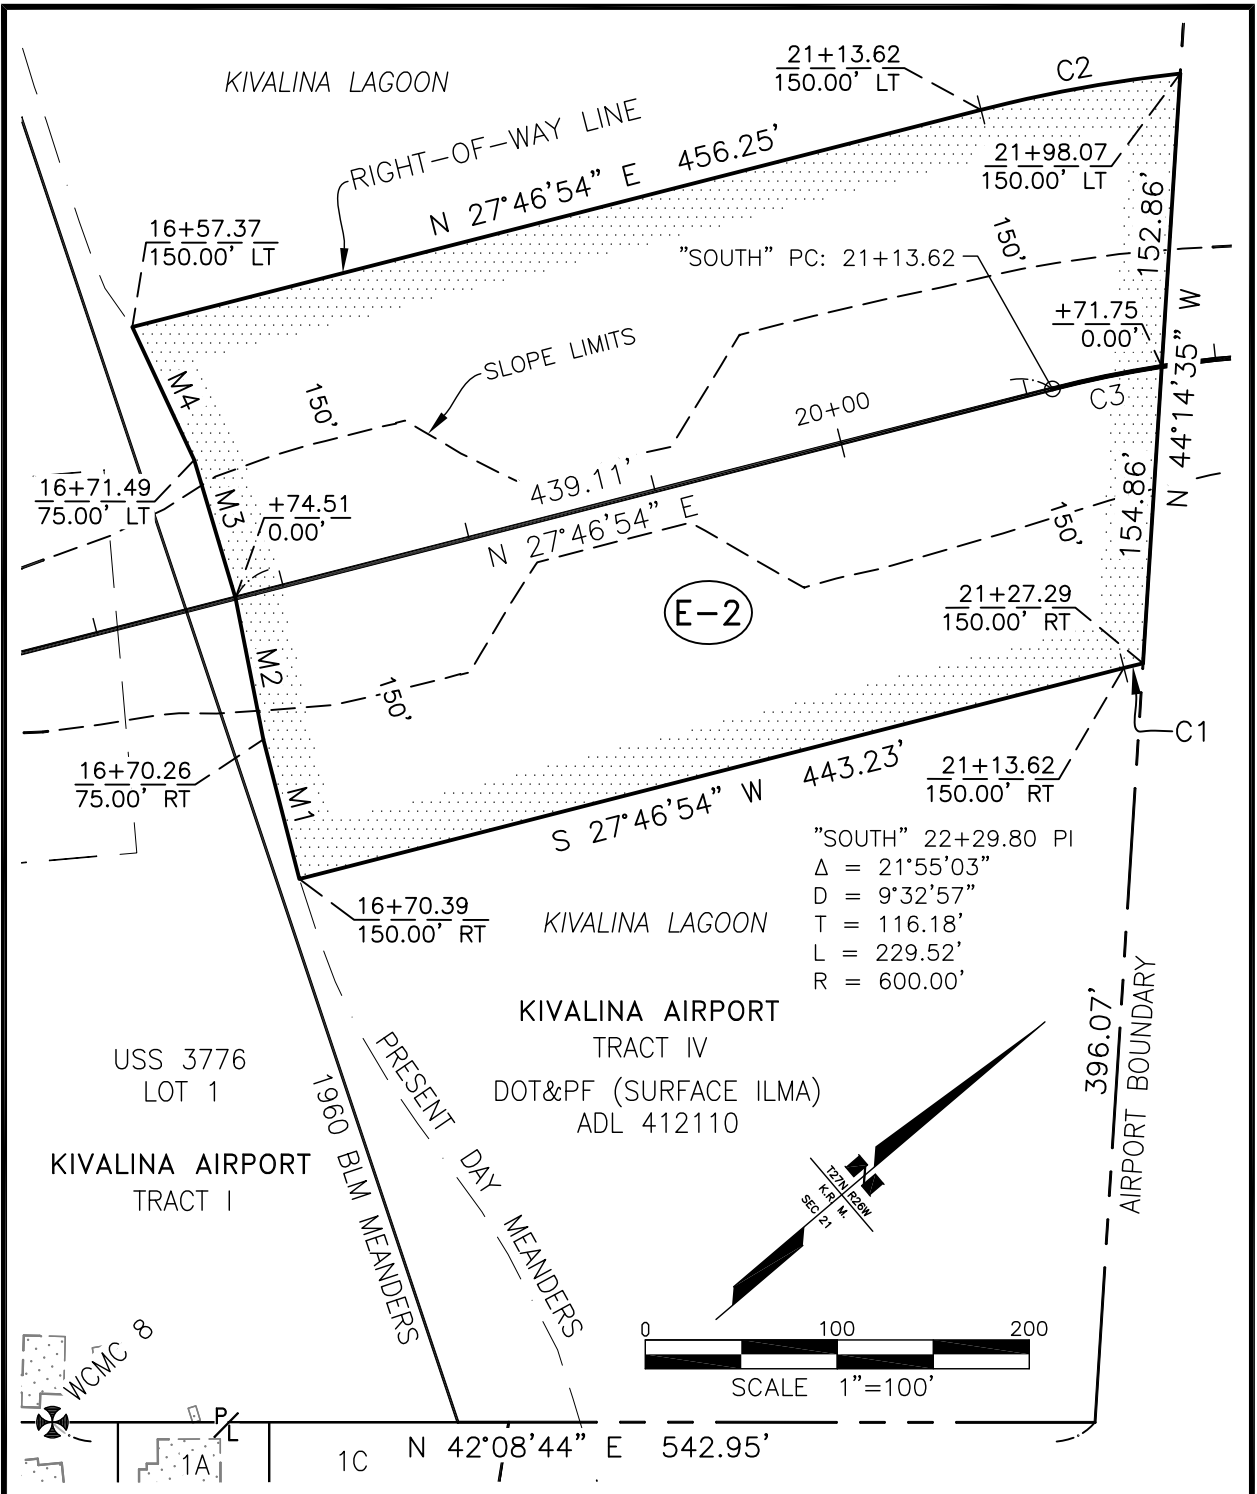 KIVALINA LAGOON
21+13.62
150.00' LT
C2
RIGHT-OF-WAY LINE
N 27°46'54" E 456.25'
21+98.07
150.00' LT
152.86'
16+57.37
150.00' LT
150'
"SOUTH" PC: 21+13.62
+71.75
0.00'
N 44°14'35" W
SLOPE LIMITS
M4
150'
20+00
C3
439.11'
N 27°46'54" E
16+71.49
75.00' LT
M3
+74.51
0.00'
154.86'
150'
E-2
21+27.29
150.00' RT
M2
150'
C1
16+70.26
75.00' RT
M1
S 27°46'54" W 443.23'
21+13.62
150.00' RT
"SOUTH" 22+29.80 PI
Δ = 21°55'03"
D = 9°32'57"
T = 116.18'
L = 229.52'
R = 600.00'
16+70.39
150.00' RT
KIVALINA LAGOON
KIVALINA AIRPORT
TRACT IV
DOT&PF (SURFACE ILMA)
ADL 412110
396.07'
AIRPORT BOUNDARY
USS 3776
LOT 1
KIVALINA AIRPORT
TRACT I
1960 BLM MEANDERS
PRESENT DAY MEANDERS
N
T27N R26W
K.R. M.
SEC 21
0 100 200
SCALE 1"=100'
WCMC 8
P
L
1A
1C
N 42°08'44" E 542.95'